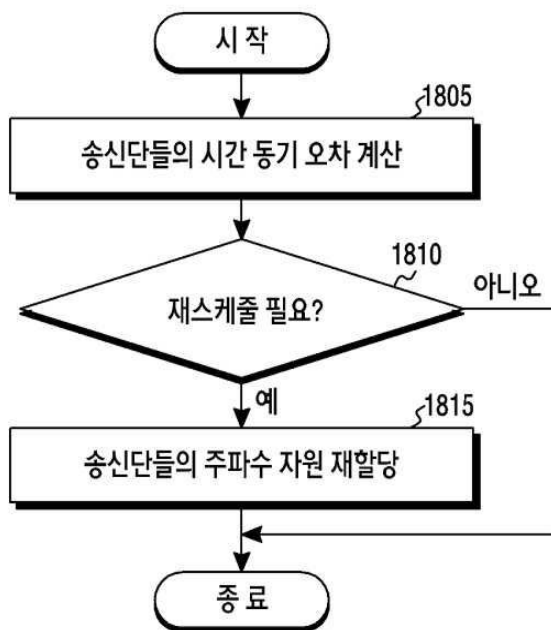 시 작
1805
송신단들의 시간 동기 오차 계산
1810
재스케줄 필요?
아니오
예
1815
송신단들의 주파수 자원 재할당
종 료